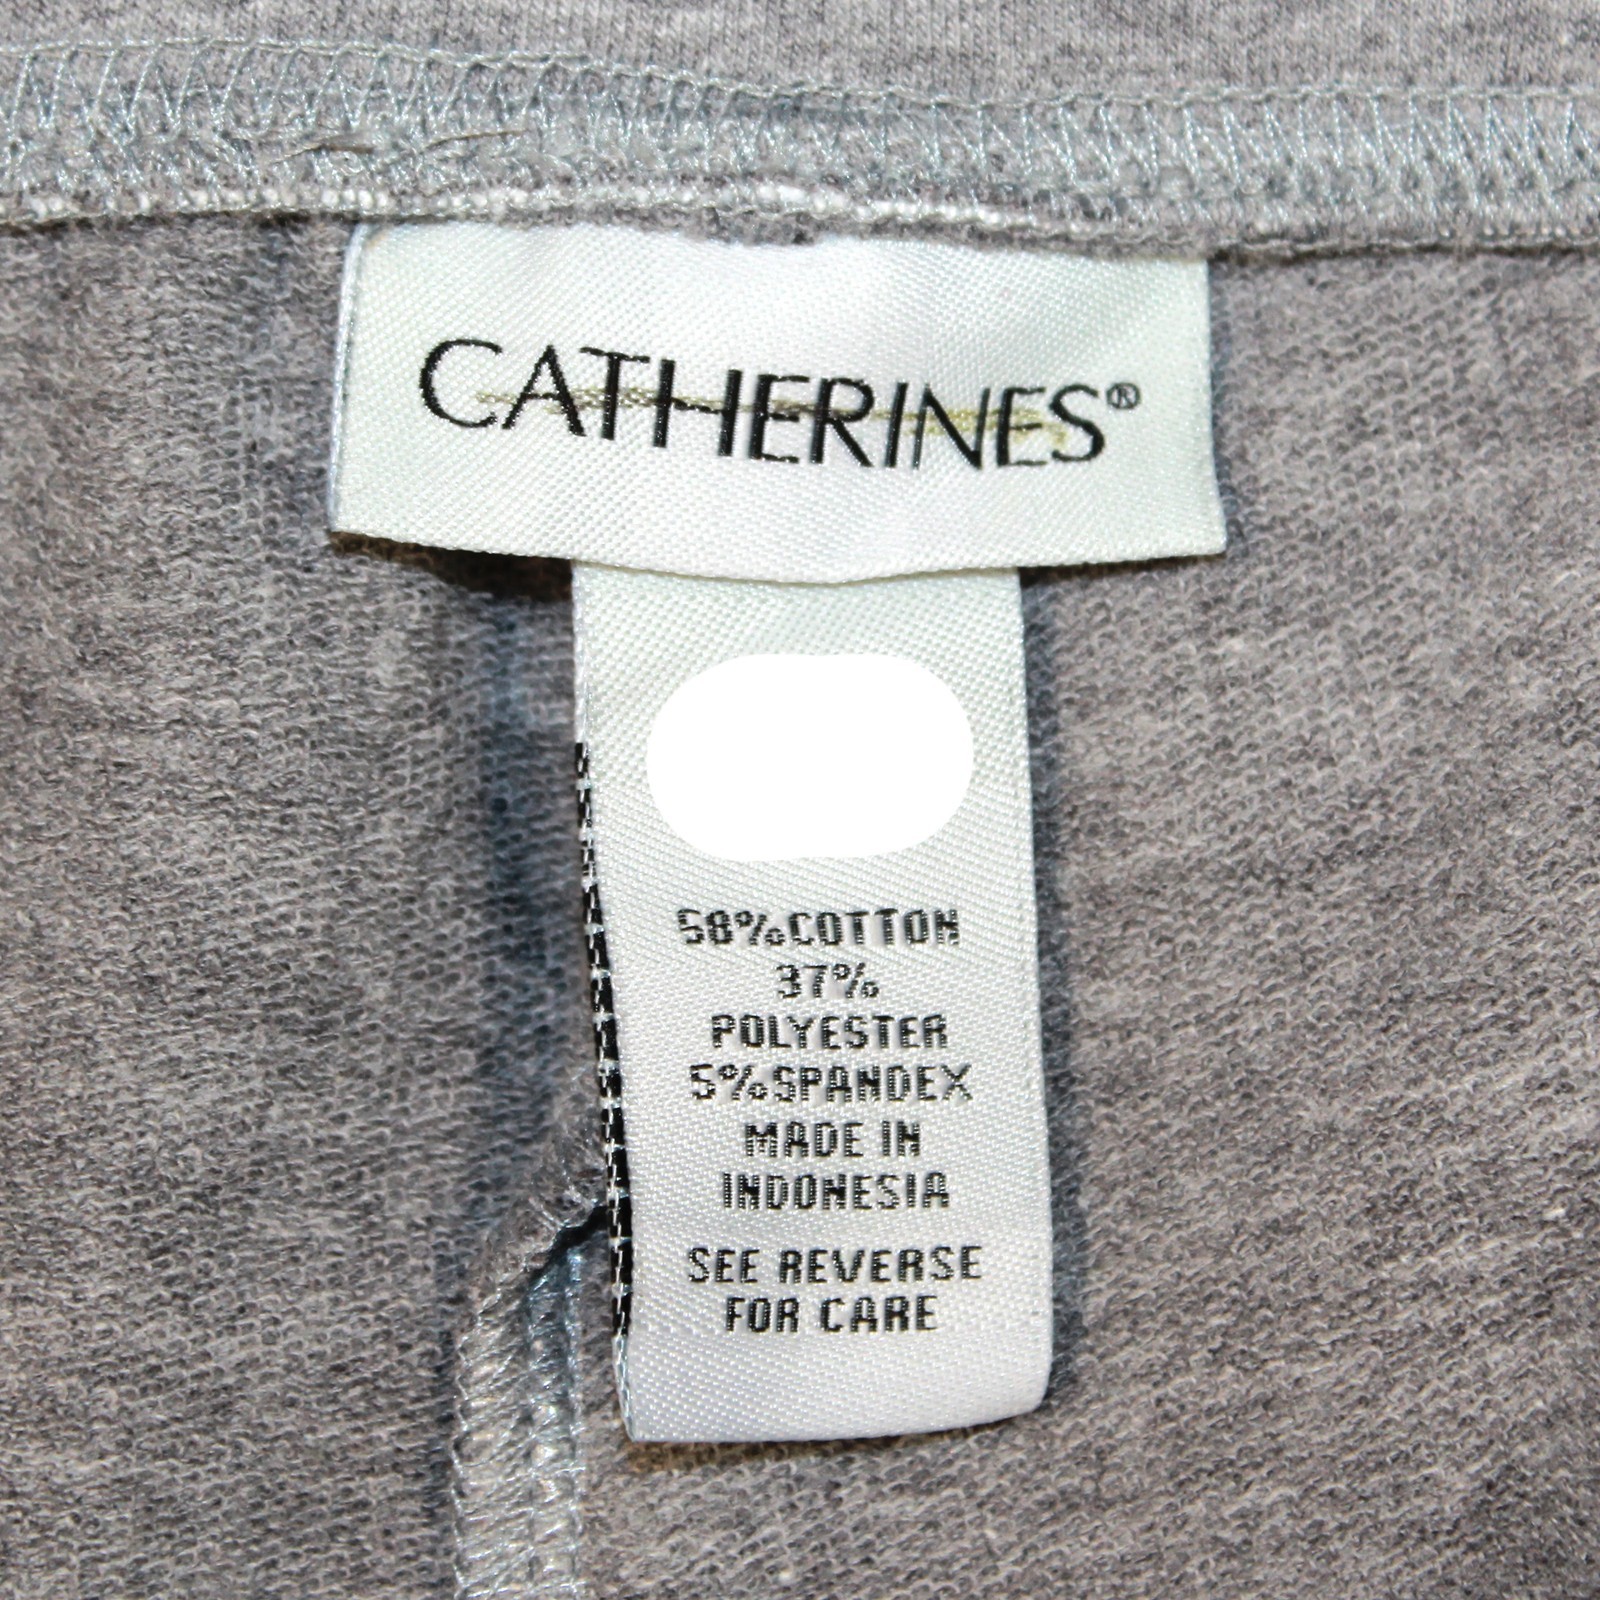 CATHERINES®
58% COTTON
37%
POLYESTER
5% SPANDEX
MADE IN
INDONESIA
SEE REVERSE
FOR CARE